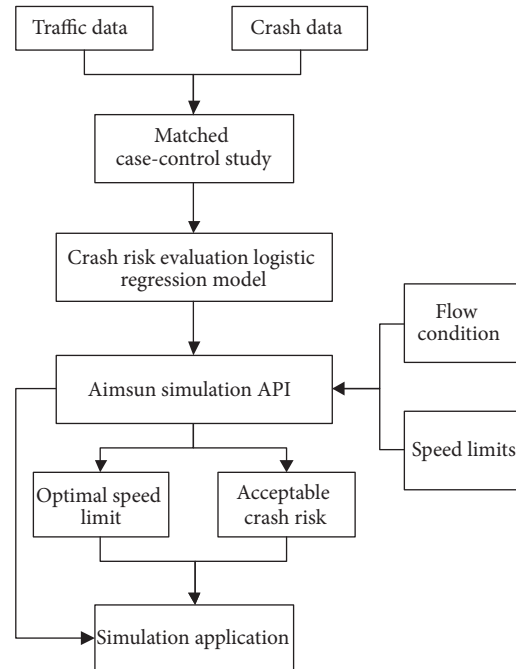 Traffic data
Crash data
Matched
case-control study
Crash risk evaluation logistic
regression model
Flow
condition
Aimsun simulation API
Speed limits
Optimal speed
limit
Acceptable
crash risk
Simulation application